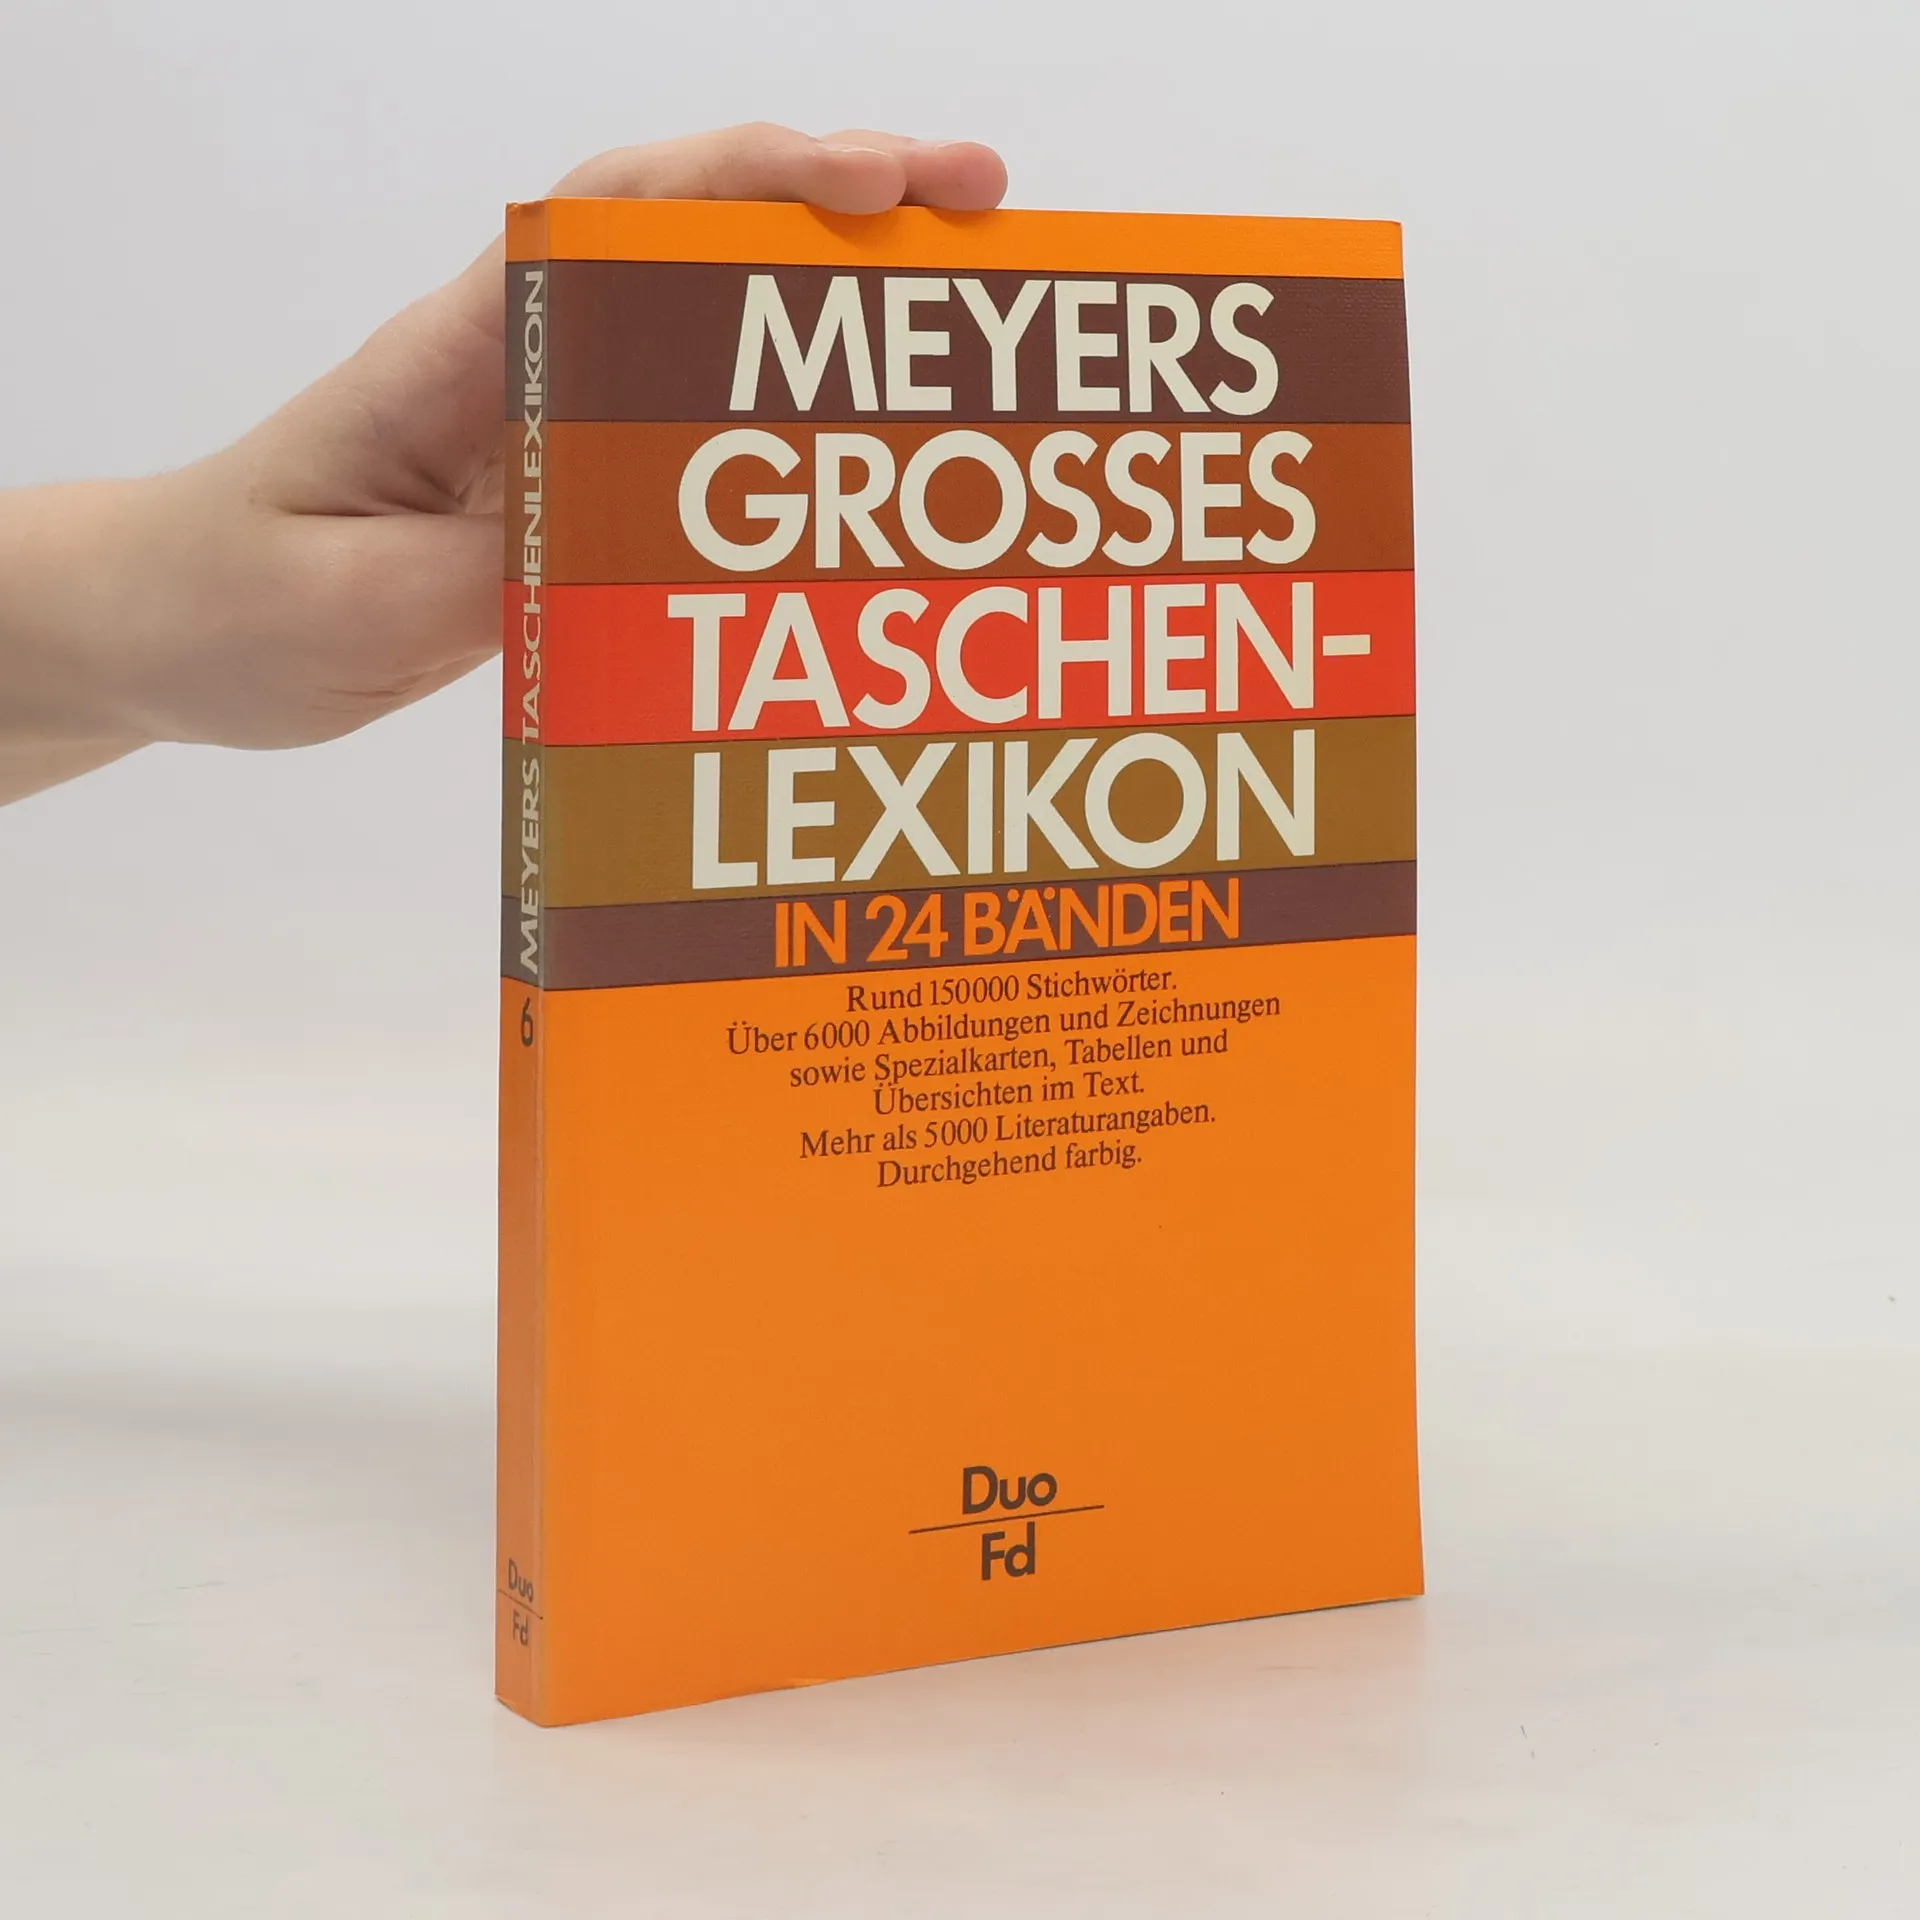 MEYERS TASCHENLEXIKON
6
Duo
Fd
MEYERS
GROSSES
TASCHEN-
LEXIKON
IN 24 BÄNDEN
Rund 150000 Stichwörter.
Über 6000 Abbildungen und Zeichnungen
sowie Spezialkarten, Tabellen und
Übersichten im Text.
Mehr als 5000 Literaturangaben.
Durchgehend farbig.
Duo
Fd